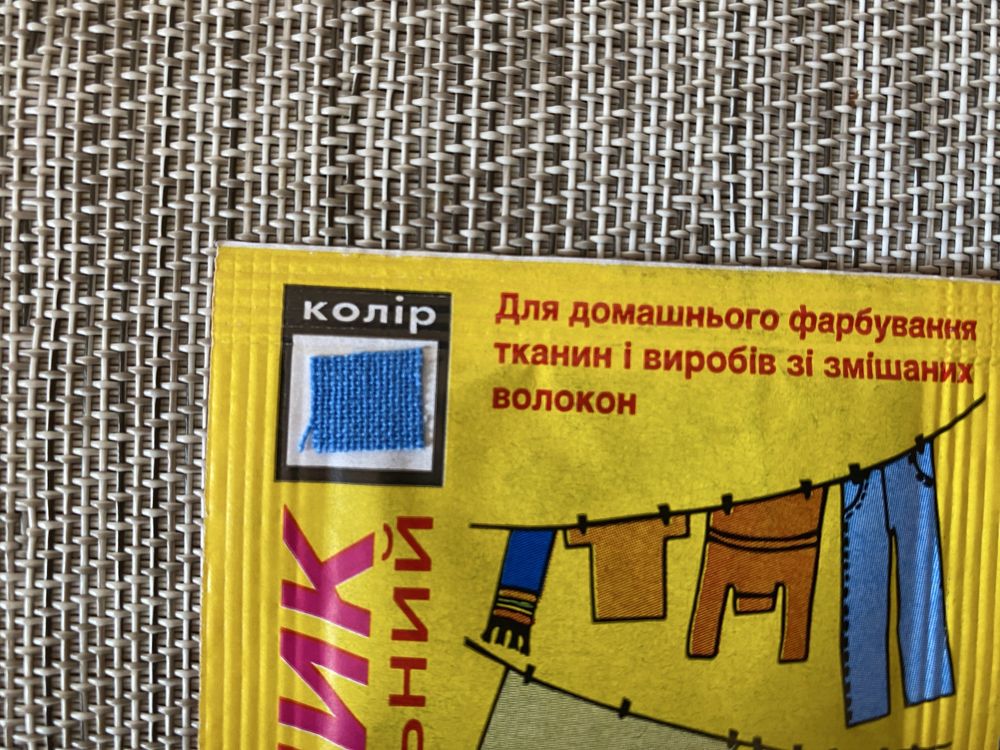 колір
Для домашнього фарбування
тканин і виробів зі змішаних
волокон